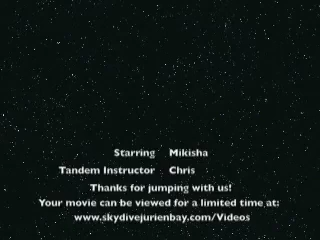 Starring Mikisha
Tandem Instructor Chris
Thanks for jumping with us!
Your movie can be viewed for a limited time at:
www.skydivejurienbay.com/Videos